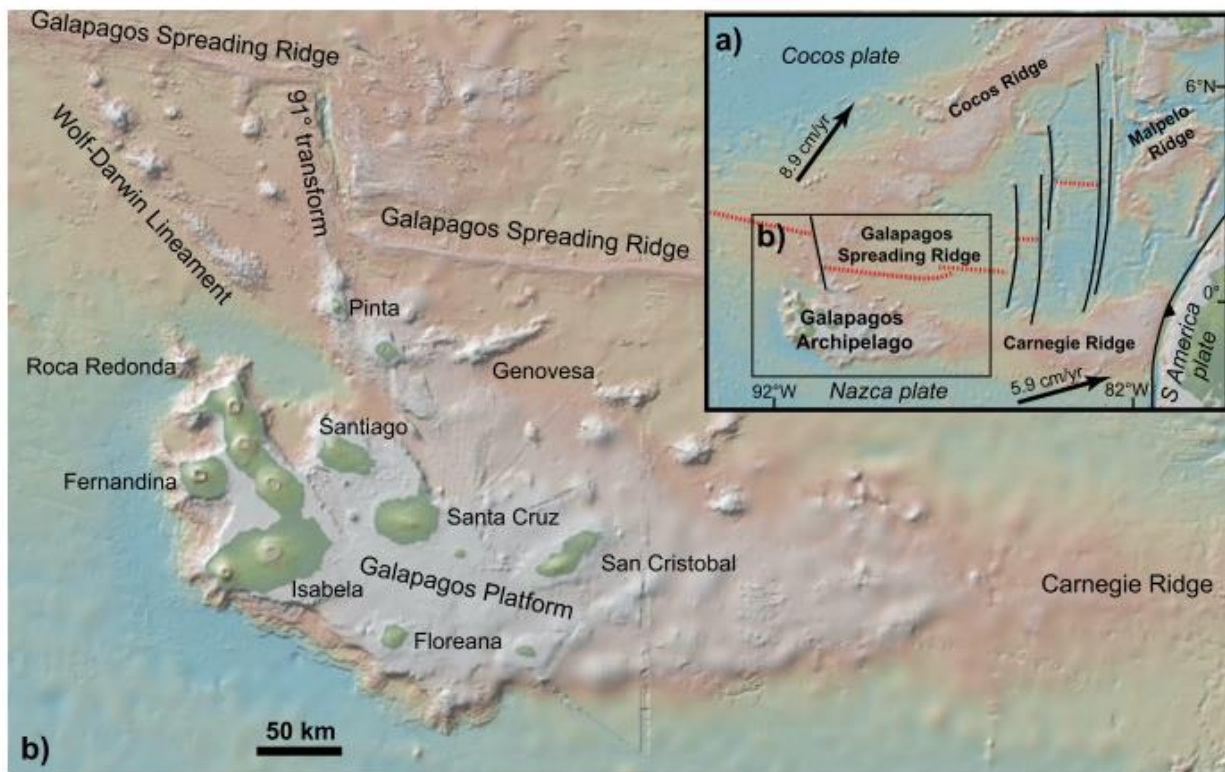 Galapagos Spreading Ridge
Wolf-Darwin Lineament
91° transform
Galapagos Spreading Ridge
Pinta
Genovesa
Roca Redonda
Santiago
Fernandina
Santa Cruz
San Cristobal
Isabela
Galapagos Platform
Floreana
Carnegie Ridge
50 km
b)
a)
Cocos plate
Cocos Ridge
6°N
Malpelo
Ridge
8.9 cm/yr
b)
Galapagos
Spreading Ridge
0°
Galapagos
Archipelago
Carnegie Ridge
S America
plate
92°W
Nazca plate
5.9 cm/yr
82°W